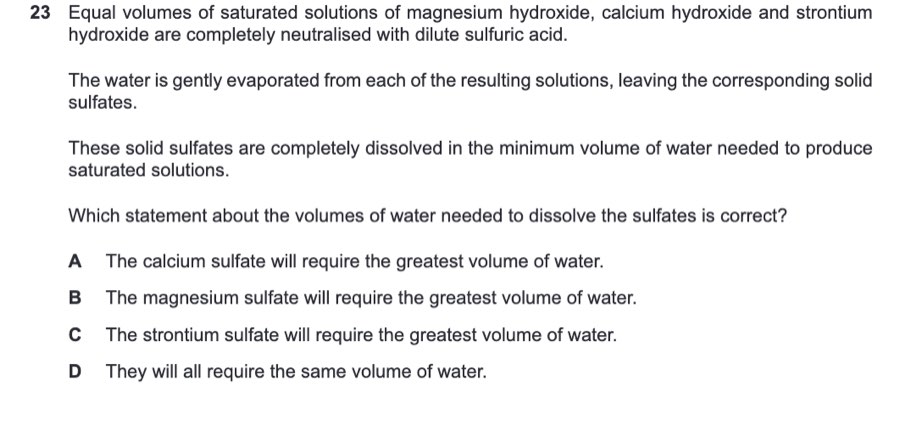 23 Equal volumes of saturated solutions of magnesium hydroxide, calcium hydroxide and strontium
hydroxide are completely neutralised with dilute sulfuric acid.
The water is gently evaporated from each of the resulting solutions, leaving the corresponding solid
sulfates.
These solid sulfates are completely dissolved in the minimum volume of water needed to produce
saturated solutions.
Which statement about the volumes of water needed to dissolve the sulfates is correct?
A The calcium sulfate will require the greatest volume of water.
B The magnesium sulfate will require the greatest volume of water.
C The strontium sulfate will require the greatest volume of water.
D They will all require the same volume of water.